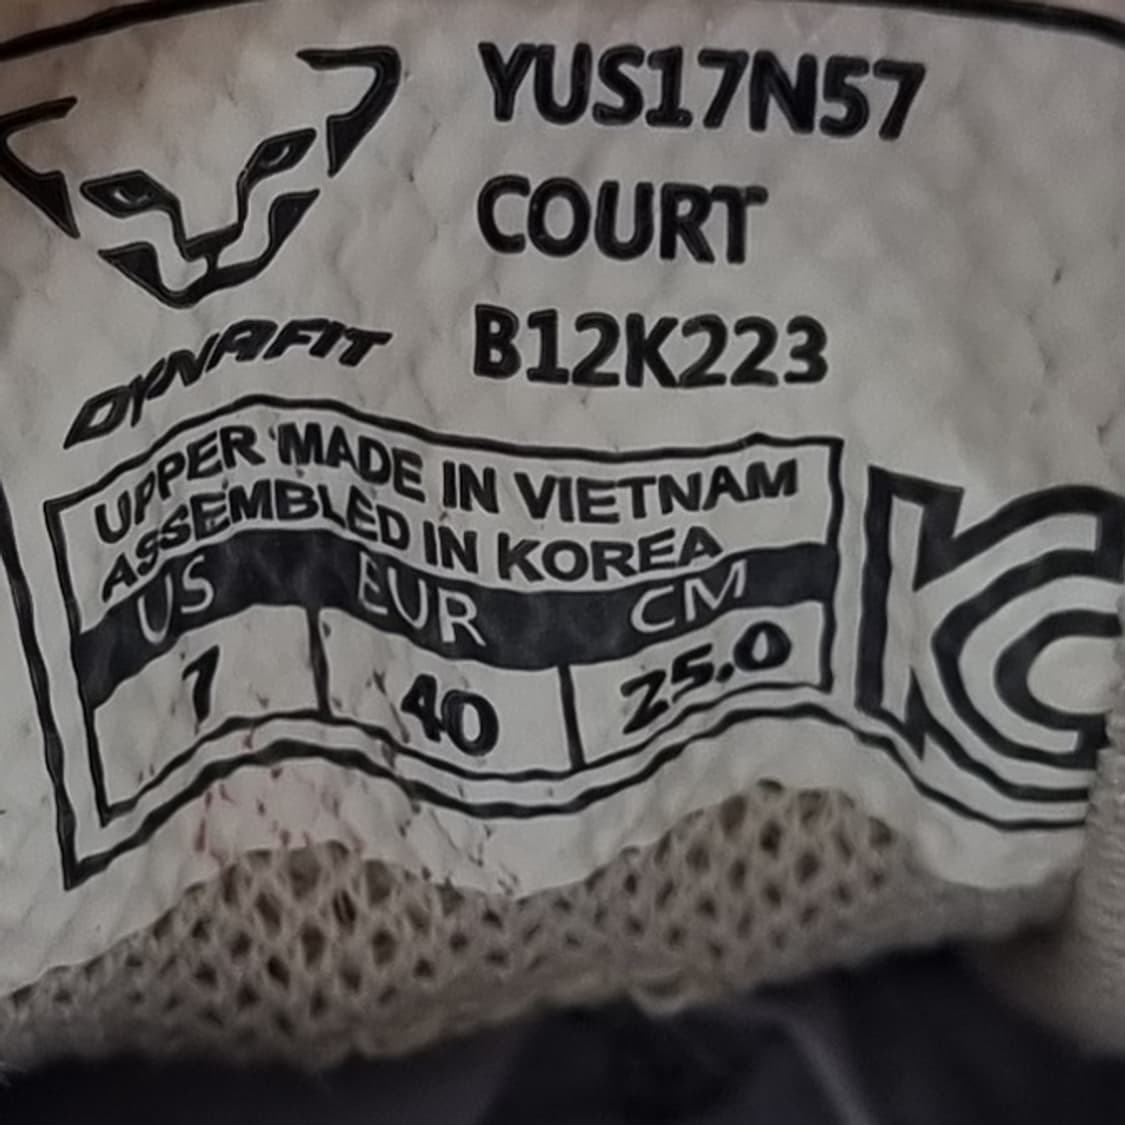 YUS17N57
COURT
B12K223
DYNAFIT
UPPER MADE IN VIETNAM
ASSEMBLED IN KOREA
US EUR CM
7 40 25.0
KC